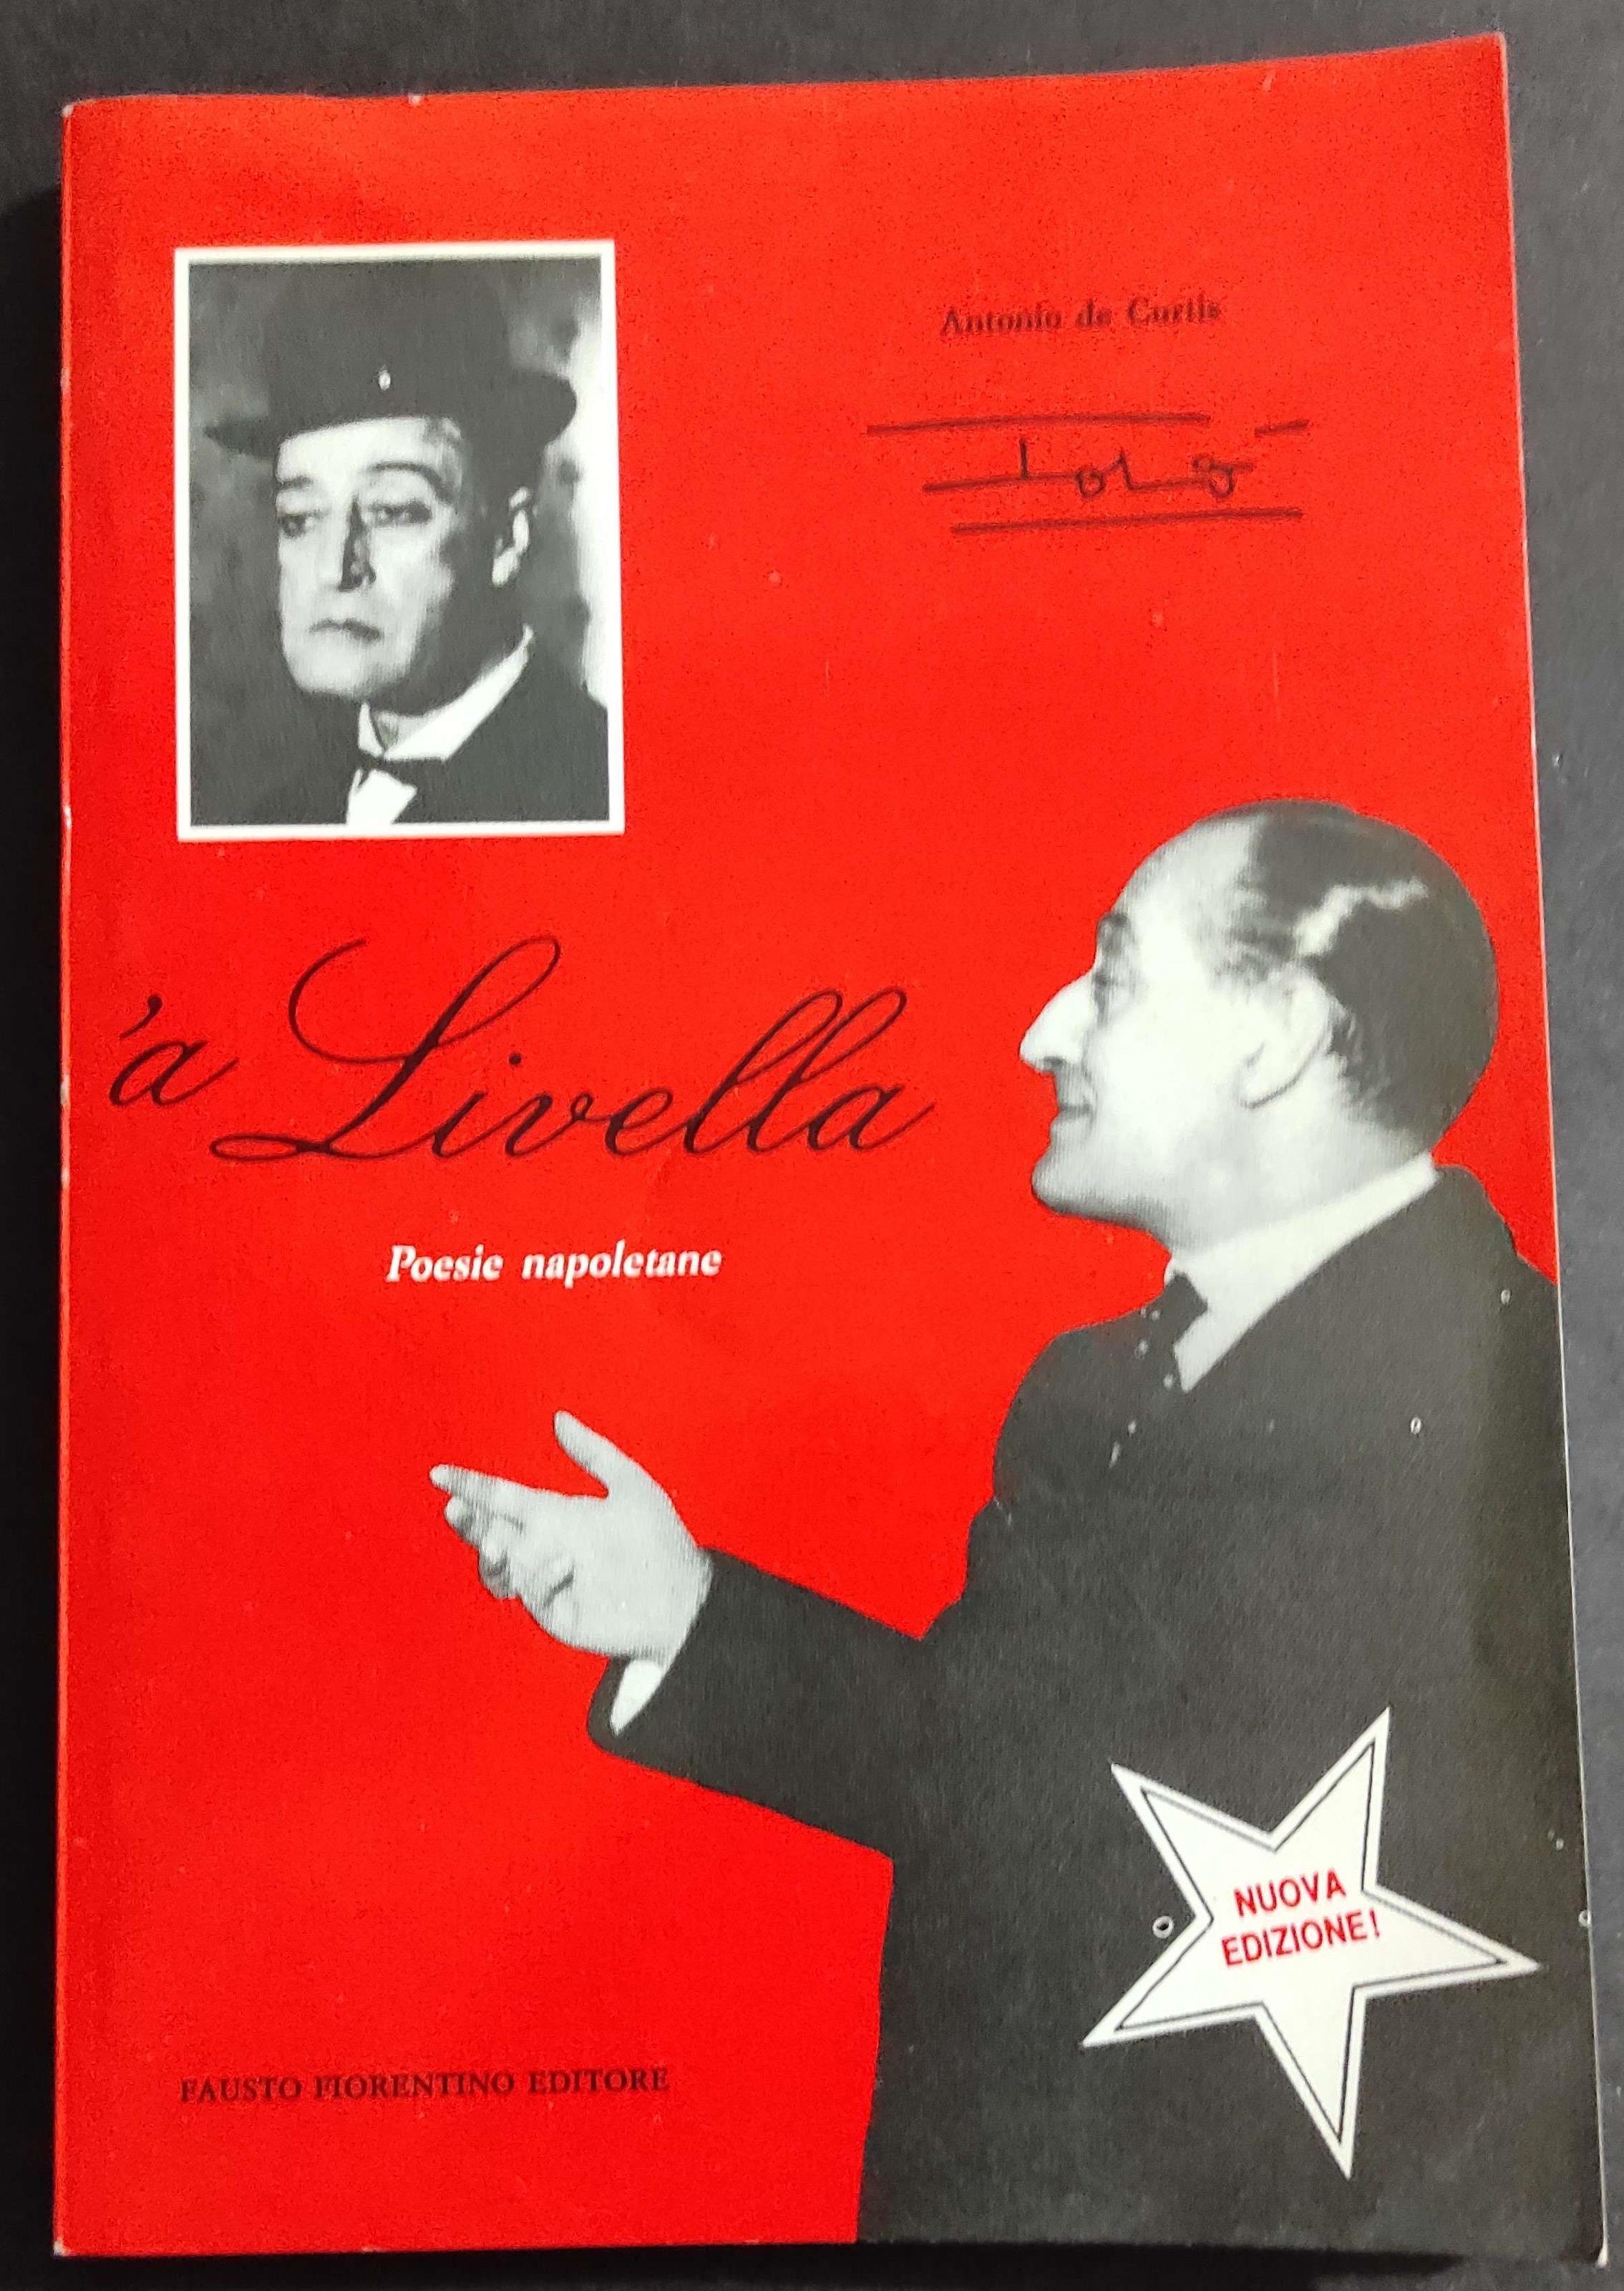 Antonio de Curtis
Totò
'a Livella
Poesie napoletane
NUOVA
EDIZIONE!
FAUSTO FIORENTINO EDITORE